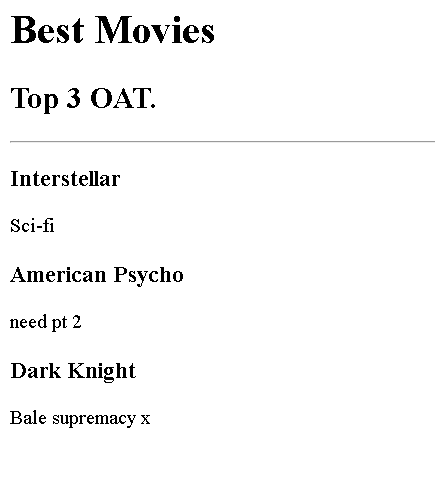 Best Movies
Top 3 OAT.
Interstellar
Sci-fi
American Psycho
need pt 2
Dark Knight
Bale supremacy x